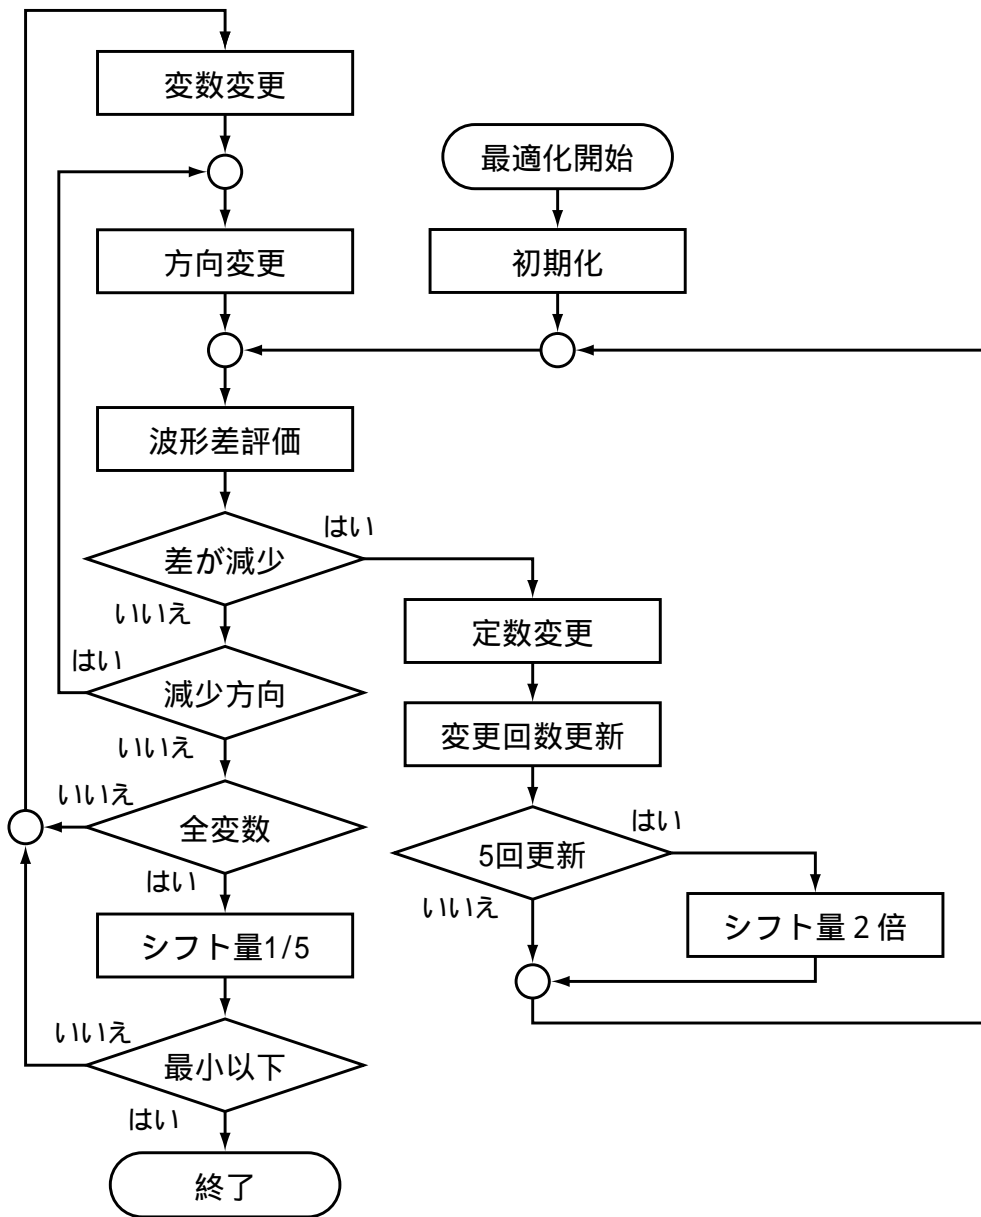 変数変更
最適化開始
方向変更
初期化
波形差評価
はい
差が減少
いいえ
定数変更
はい
減少方向
変更回数更新
いいえ
いいえ
全変数
はい
はい
5回更新
いいえ
シフト量2倍
シフト量1/5
いいえ
最小以下
はい
終了